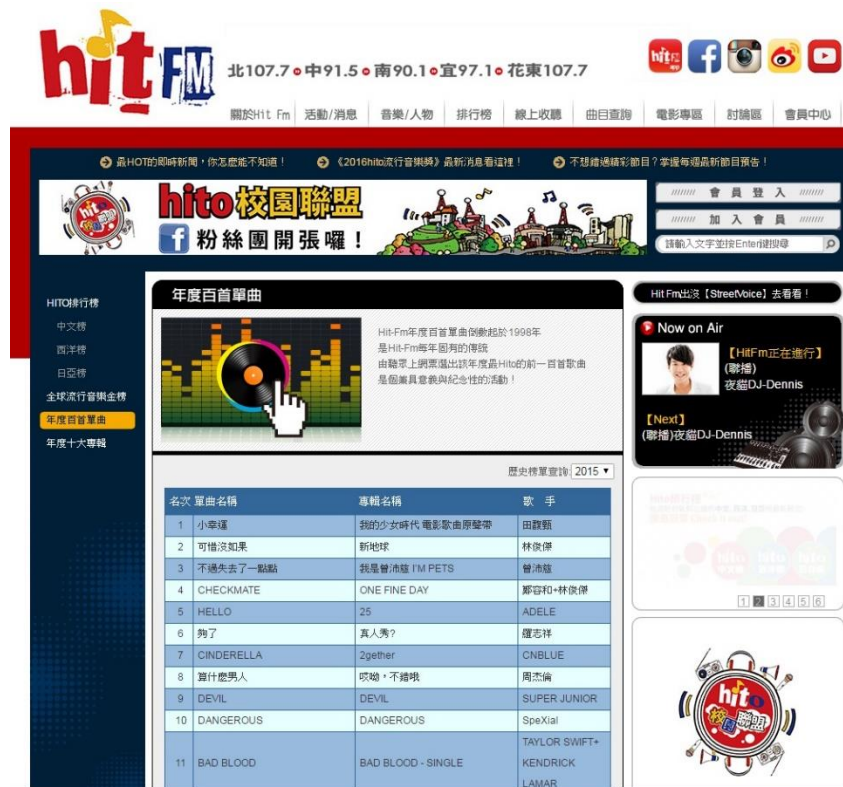 hit FM
北107.7 中91.5 南90.1 宜97.1 花東107.7
關於Hit Fm 活動/消息 音樂/人物 排行榜 線上收聽 曲目查詢 電影專區 討論區 會員中心
最HOT的即時新聞，你怎麼能不知道！ 《2016hito流行音樂獎》最新消息看這裡！ 不想錯過精彩節目？掌握每週最新節目預告！
hito校園聯盟
粉絲團開張囉！
會員登入
加入會員
請輸入文字並按Enter鍵搜尋
HITO排行榜
中文榜
西洋榜
日亞榜
全球流行音樂金榜
年度百首單曲
年度十大專輯
年度百首單曲
Hit-Fm年度百首單曲倒數起於1998年
是Hit-Fm每年固有的傳統
由聽眾上網票選出該年度最Hito的前一百首歌曲
是個兼具意義與紀念性的活動！
歷史榜單查詢: 2015
名次 單曲名稱 專輯名稱 歌 手
1 小幸運 我的少女時代 電影歌曲原聲帶 田馥甄
2 可惜沒如果 新地球 林俊傑
3 不過失去了一點點 我是曾沛慈 I'M PETS 曾沛慈
4 CHECKMATE ONE FINE DAY 鄭容和+林俊傑
5 HELLO 25 ADELE
6 夠了 真人秀? 羅志祥
7 CINDERELLA 2gether CNBLUE
8 算什麼男人 哎呦，不錯哦 周杰倫
9 DEVIL DEVIL SUPER JUNIOR
10 DANGEROUS DANGEROUS SpeXial
11 BAD BLOOD BAD BLOOD - SINGLE TAYLOR SWIFT+
KENDRICK
LAMAR
Hit Fm出沒【StreetVoice】去看看！
Now on Air
【HitFm正在進行】
(聯播)
夜貓DJ-Dennis
【Next】
(聯播)夜貓DJ-Dennis
1 2 3 4 5 6
hito
校園聯盟